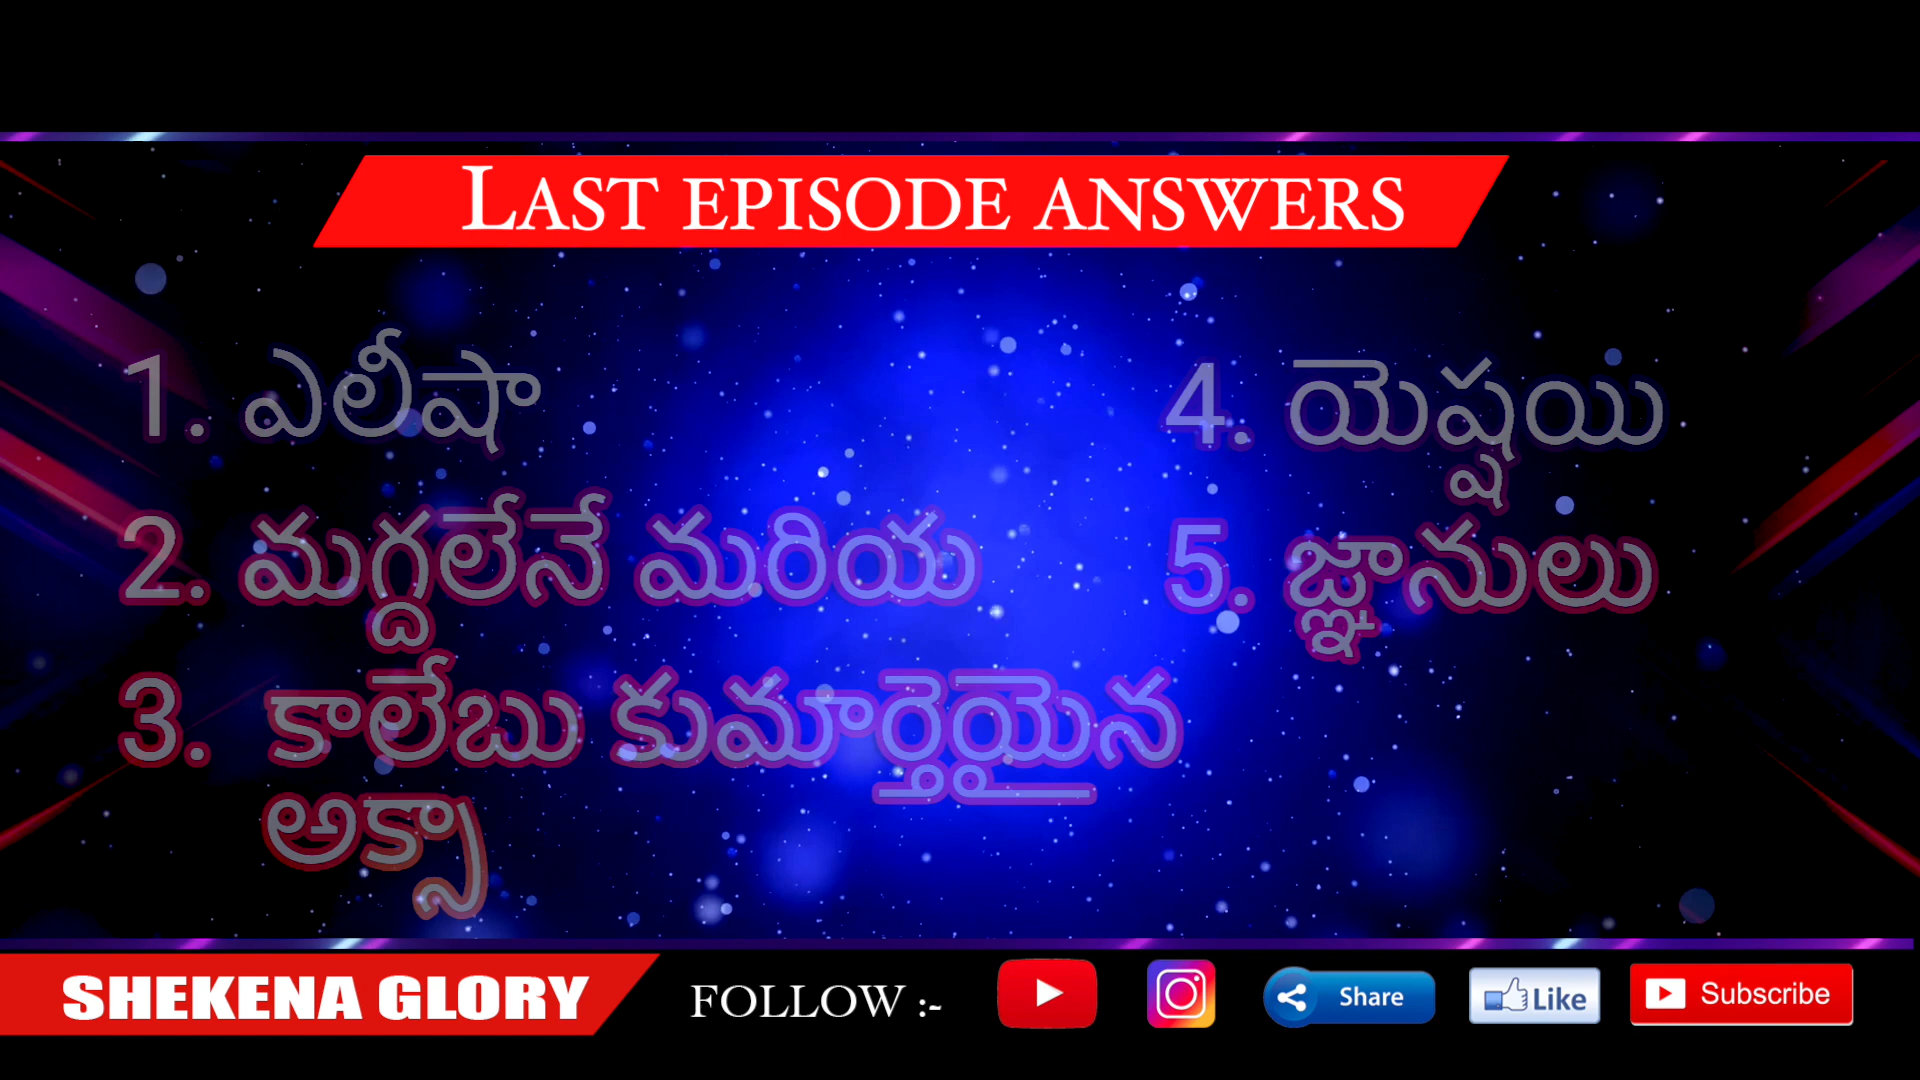 LAST EPISODE ANSWERS
1. ఎలీషా
2. మగ్దలేనే మరియ
3. కాలేబు కుమార్తెయైన
అక్సా
4. యెష్షయి
5. జ్ఞానులు
SHEKENA GLORY
FOLLOW :-
Share
Like
Subscribe